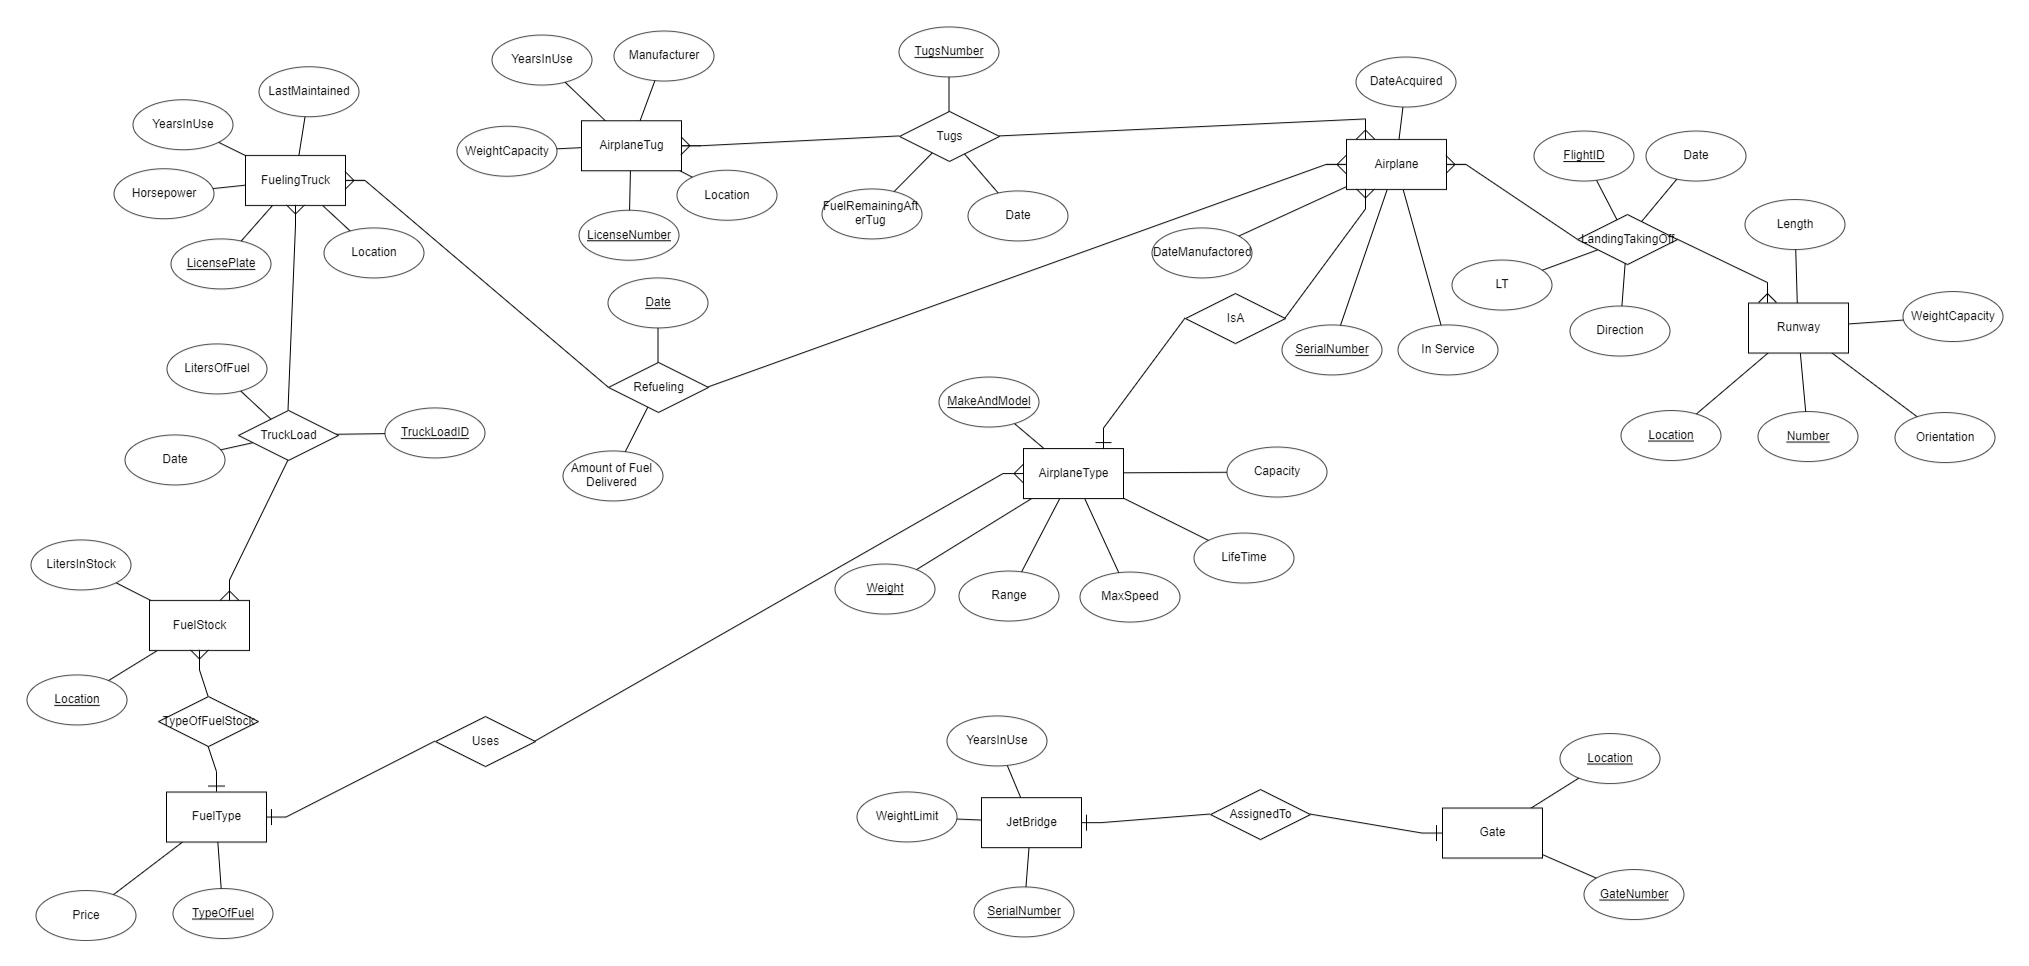 TugsNumber
Manufacturer
YearsInUse
DateAcquired
LastMaintained
YearsInUse
Tugs
AirplaneTug
WeightCapacity
Airplane
FlightID
Date
FuelingTruck
Horsepower
Location
FuelRemainingAft
erTug
Date
Length
LicenseNumber
LandingTakingOff
Location
DateManufactored
LicensePlate
LT
Date
IsA
WeightCapacity
Runway
Direction
SerialNumber
In Service
LitersOfFuel
Refueling
MakeAndModel
TruckLoad
TruckLoadID
Location
Number
Orientation
Date
Amount of Fuel
Delivered
AirplaneType
Capacity
LitersInStock
LifeTime
Weight
Range
MaxSpeed
FuelStock
Location
TypeOfFuelStock
Uses
YearsInUse
Location
FuelType
WeightLimit
JetBridge
AssignedTo
Gate
GateNumber
Price
TypeOfFuel
SerialNumber